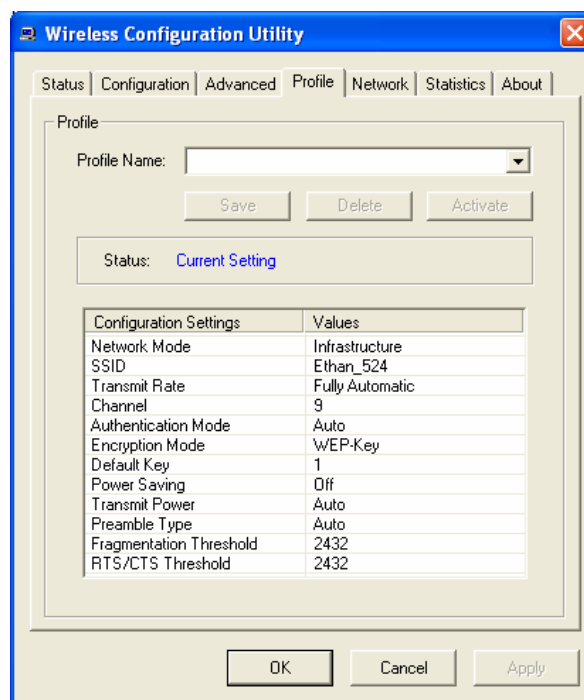 Wireless Configuration Utility
Status Configuration Advanced Profile Network Statistics About
Profile
Profile Name:
Save Delete Activate
Status: Current Setting
Configuration Settings Values
Network Mode Infrastructure
SSID Ethan_524
Transmit Rate Fully Automatic
Channel 9
Authentication Mode Auto
Encryption Mode WEP-Key
Default Key 1
Power Saving Off
Transmit Power Auto
Preamble Type Auto
Fragmentation Threshold 2432
RTS/CTS Threshold 2432
OK Cancel Apply